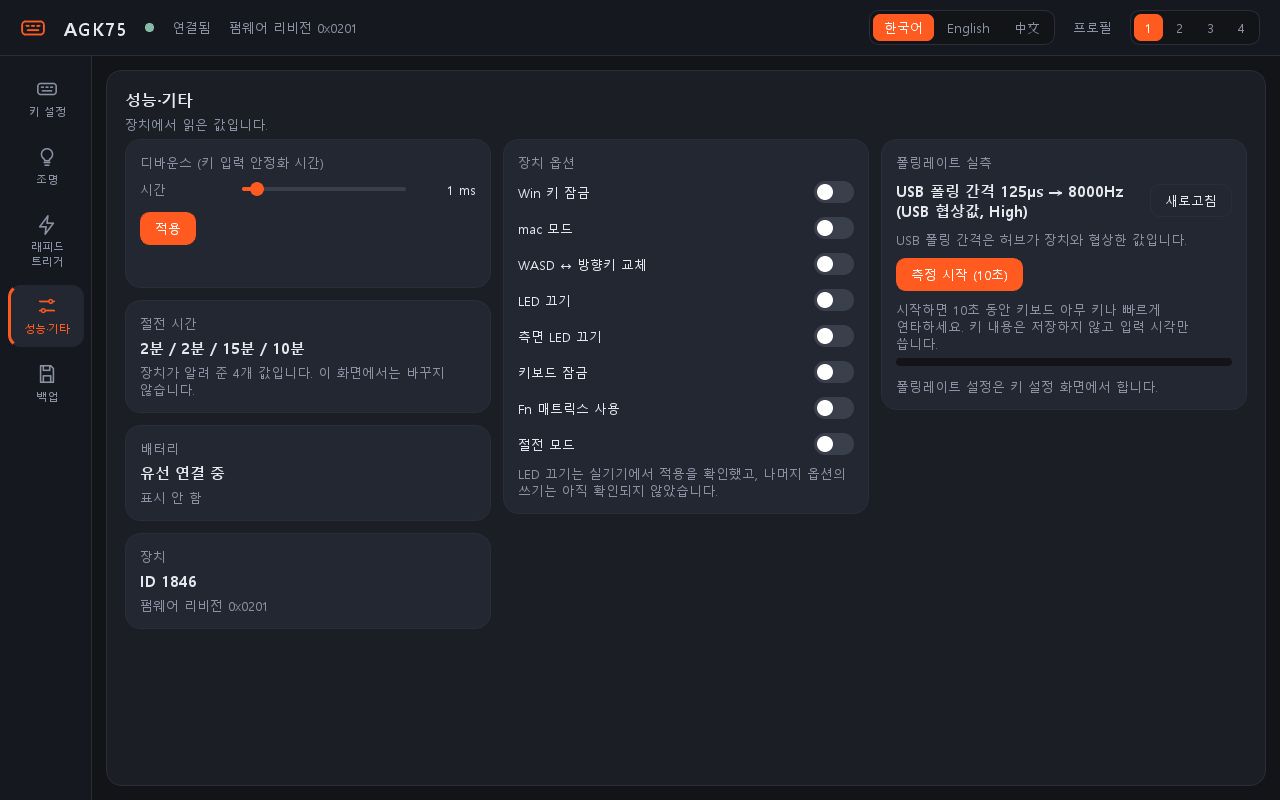 AGK75
연결됨
펌웨어 리비전 0x0201
한국어
English
中文
프로필
1
2
3
4
키 설정
조명
래피드
트리거
성능·기타
백업
성능·기타
장치에서 읽은 값입니다.
디바운스 (키 입력 안정화 시간)
시간
1 ms
적용
절전 시간
2분 / 2분 / 15분 / 10분
장치가 알려 준 4개 값입니다. 이 화면에서는 바꾸지
않습니다.
배터리
유선 연결 중
표시 안 함
장치
ID 1846
펌웨어 리비전 0x0201
장치 옵션
Win 키 잠금
mac 모드
WASD ↔ 방향키 교체
LED 끄기
측면 LED 끄기
키보드 잠금
Fn 매트릭스 사용
절전 모드
LED 끄기는 실기기에서 적용을 확인했고, 나머지 옵션의
쓰기는 아직 확인되지 않았습니다.
폴링레이트 실측
USB 폴링 간격 125µs → 8000Hz
(USB 협상값, High)
새로고침
USB 폴링 간격은 허브가 장치와 협상한 값입니다.
측정 시작 (10초)
시작하면 10초 동안 키보드 아무 키나 빠르게
연타하세요. 키 내용은 저장하지 않고 입력 시각만
씁니다.
폴링레이트 설정은 키 설정 화면에서 합니다.